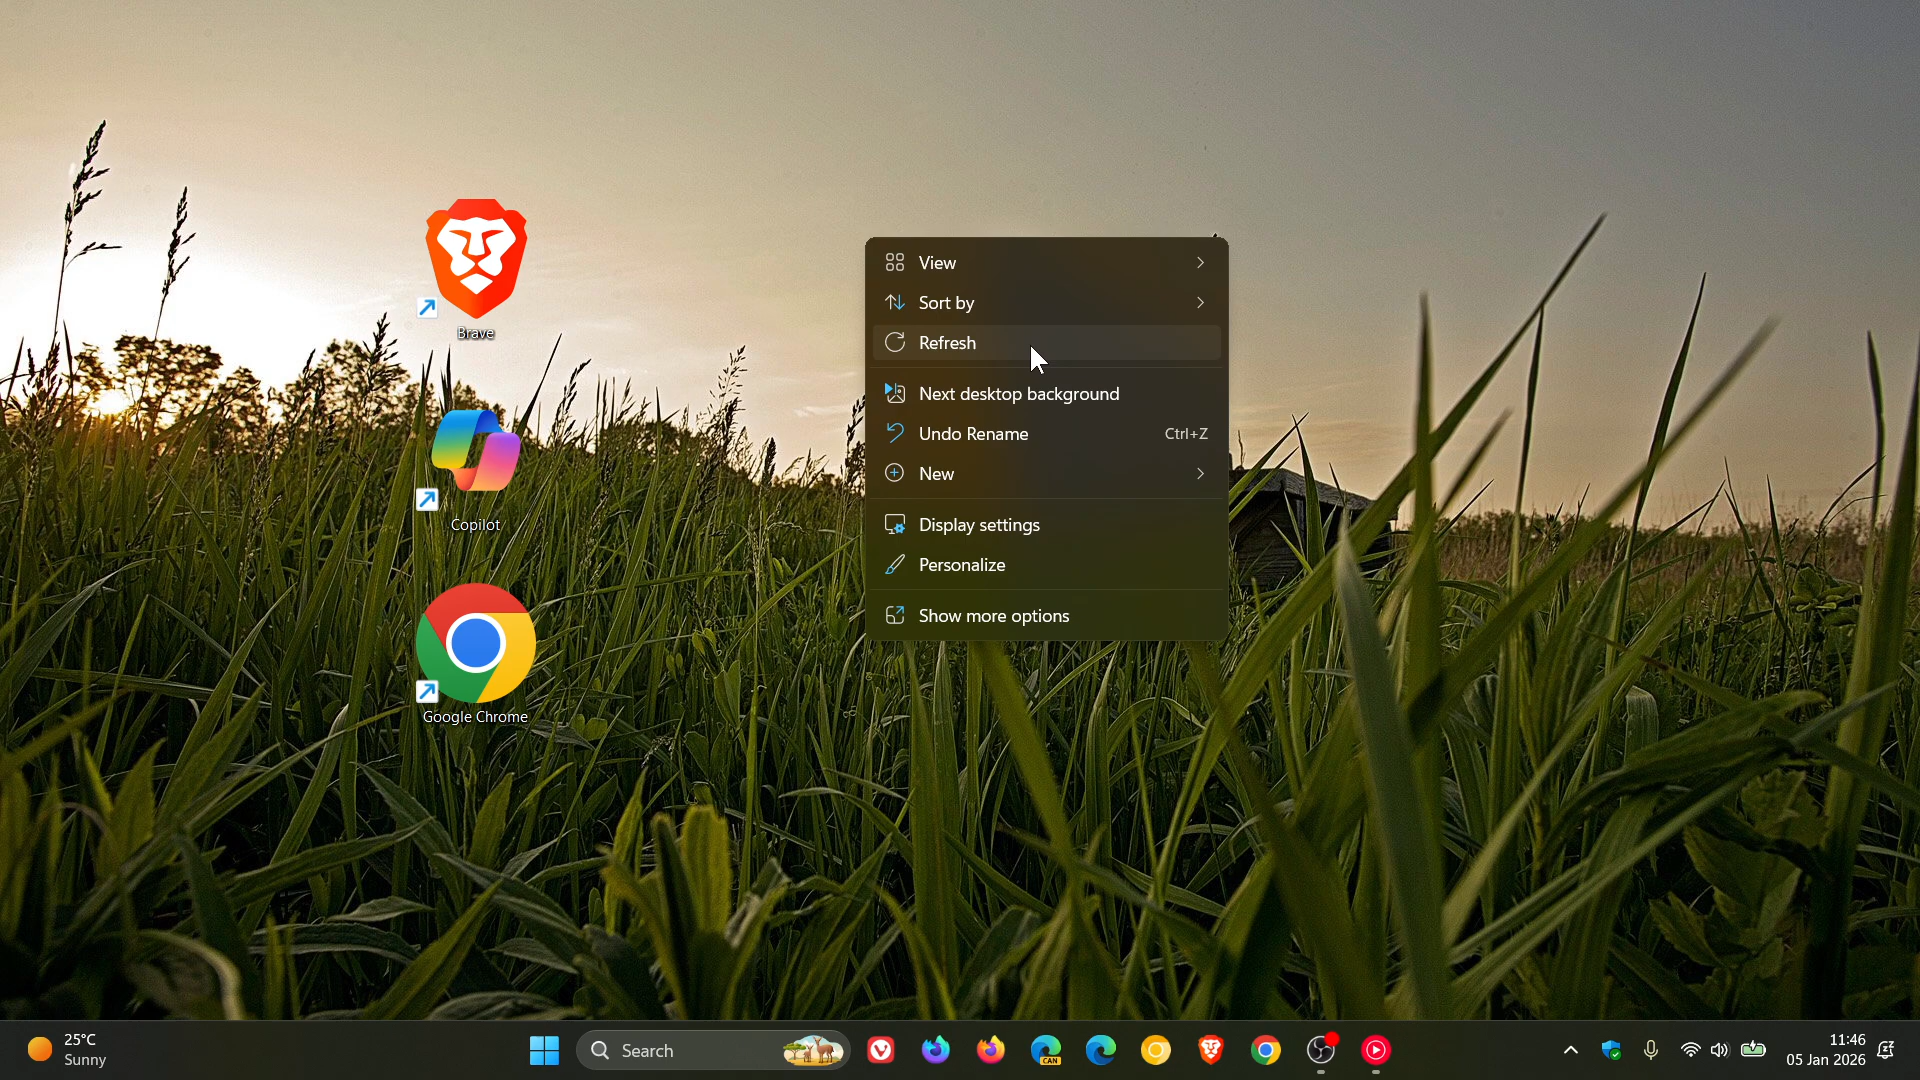 Brave
Copilot
Google Chrome
View
Sort by
Refresh
Next desktop background
Undo Rename Ctrl+Z
New
Display settings
Personalize
Show more options
25°C
Sunny
Search
CAN
11:46
05 Jan 2026